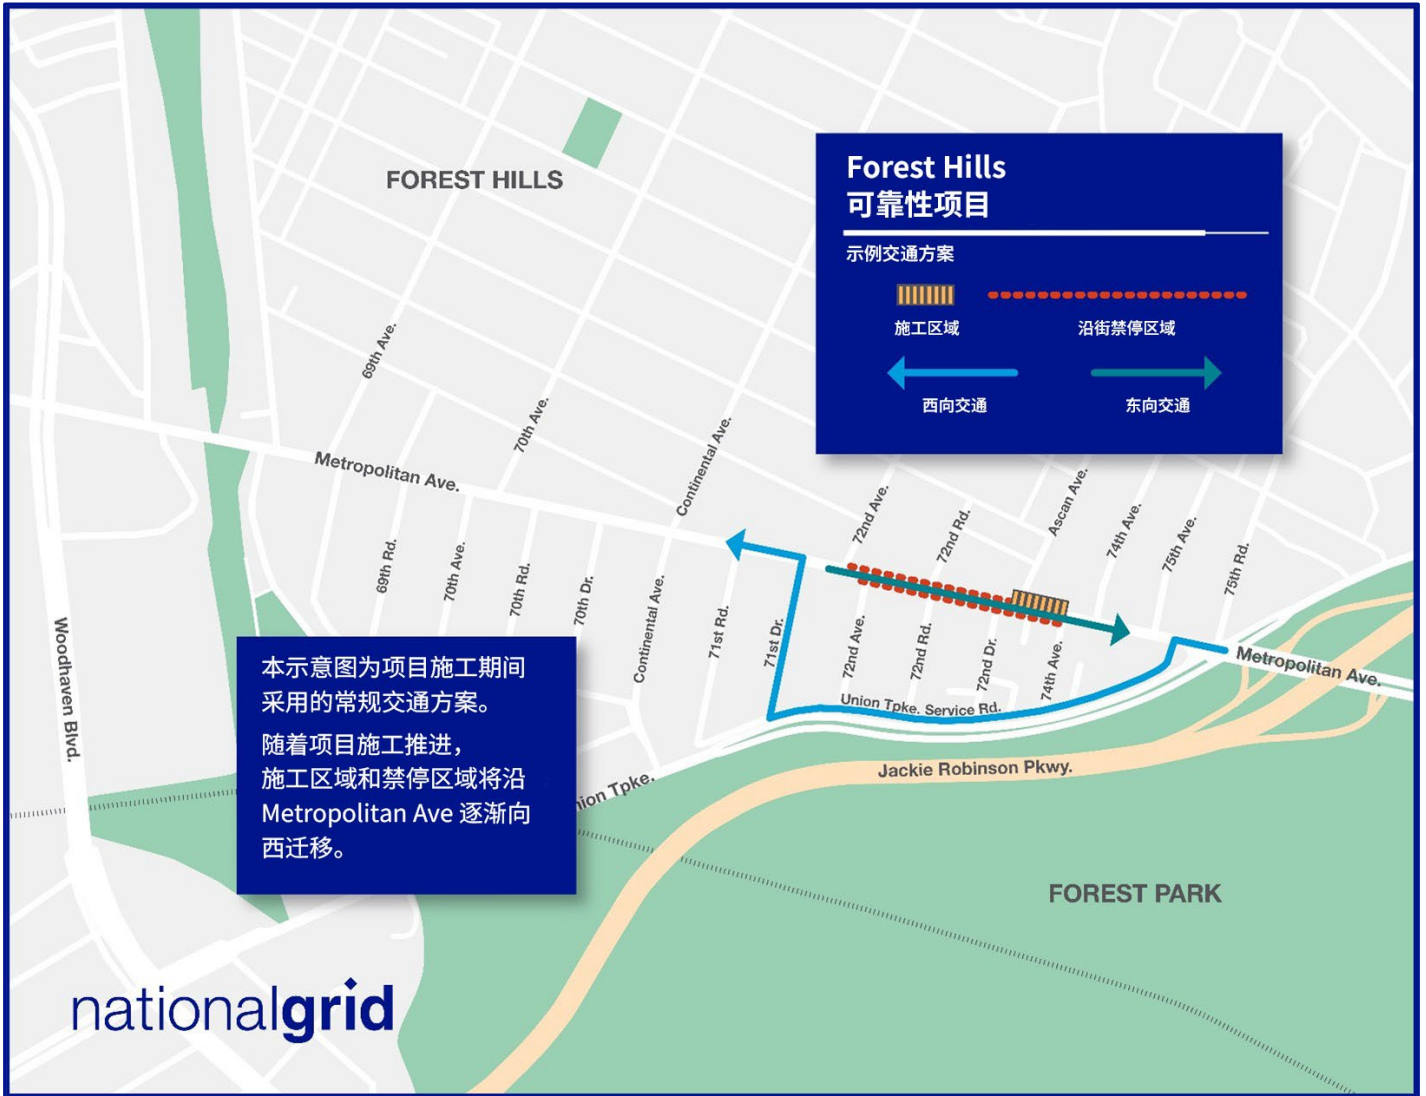 FOREST HILLS
Forest Hills
可靠性项目
示例交通方案
施工区域
沿街禁停区域
西向交通
东向交通
69th Ave.
70th Ave.
Continental Ave.
Metropolitan Ave.
72nd Ave.
72nd Rd.
Ascan Ave.
74th Ave.
75th Ave.
75th Rd.
69th Rd.
70th Ave.
70th Rd.
70th Dr.
Continental Ave.
71st Rd.
71st Dr.
72nd Ave.
72nd Rd.
72nd Dr.
74th Ave.
Metropolitan Ave.
Woodhaven Blvd.
Union Tpke. Service Rd.
Jackie Robinson Pkwy.
nion Tpke.
本示意图为项目施工期间
采用的常规交通方案。
随着项目施工推进，
施工区域和禁停区域将沿
Metropolitan Ave 逐渐向
西迁移。
FOREST PARK
nationalgrid